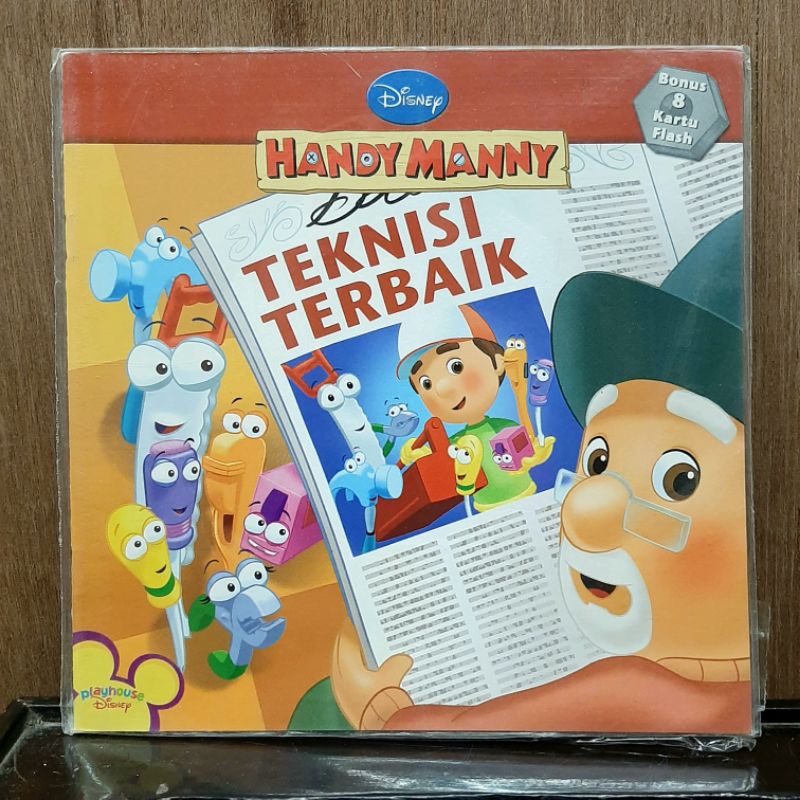 Disney
Bonus
8
Kartu
Flash
HANDY MANNY
TEKNISI
TERBAIK
playhouse
Disney